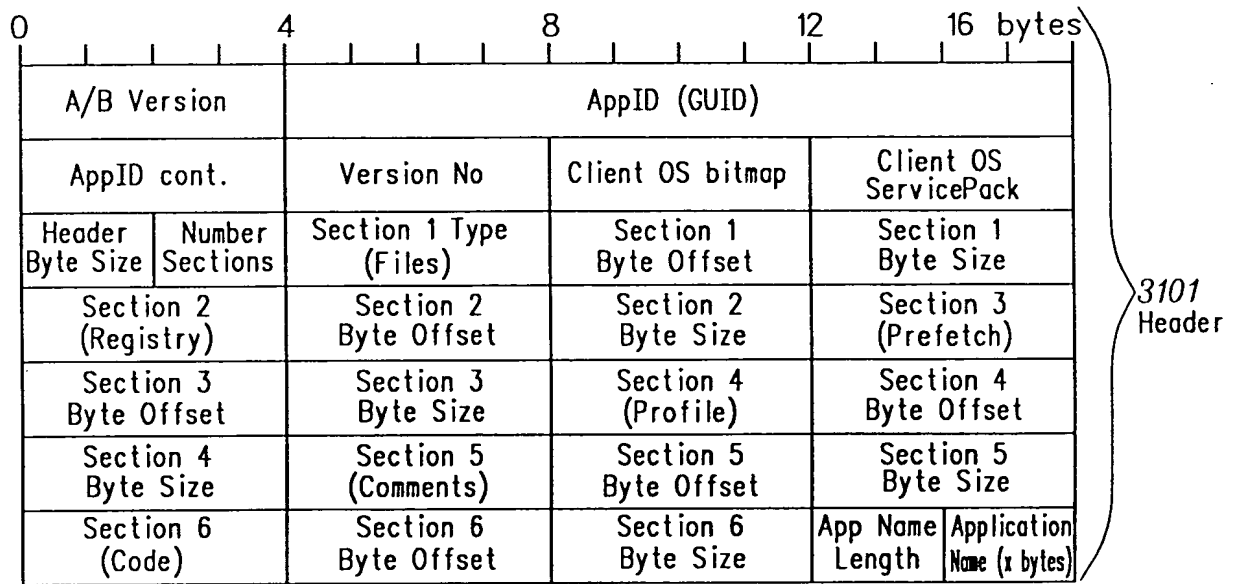 0 4 8 12 16 bytes
A/B Version
AppID (GUID)
AppID cont.
Version No
Client OS bitmap
Client OS
ServicePack
Header
Byte Size
Number
Sections
Section 1 Type
(Files)
Section 1
Byte Offset
Section 1
Byte Size
Section 2
(Registry)
Section 2
Byte Offset
Section 2
Byte Size
Section 3
(Prefetch)
3101
Header
Section 3
Byte Offset
Section 3
Byte Size
Section 4
(Profile)
Section 4
Byte Offset
Section 4
Byte Size
Section 5
(Comments)
Section 5
Byte Offset
Section 5
Byte Size
Section 6
(Code)
Section 6
Byte Offset
Section 6
Byte Size
App Name
Length
Application
Name (x bytes)